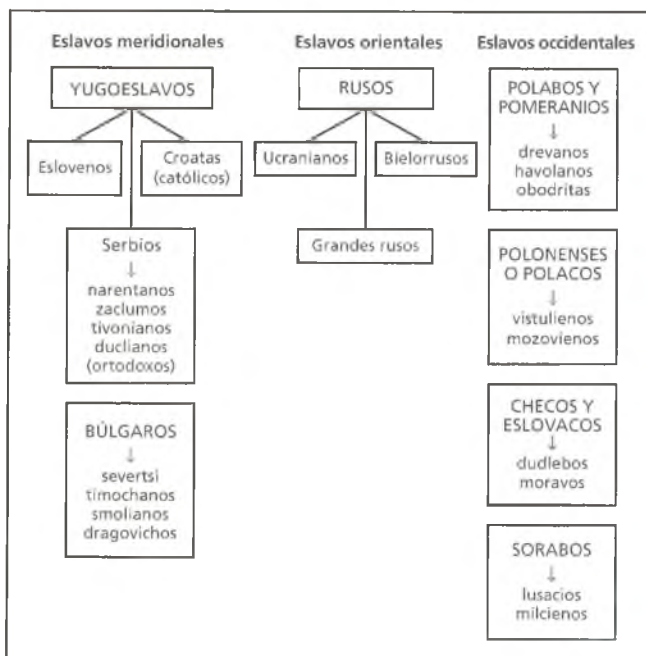 Eslavos meridionales
YUGOESLAVOS
Eslovenos
Croatas
(católicos)
Serbios
↓
narentanos
zaclumos
tivonianos
duclianos
(ortodoxos)
BÚLGAROS
↓
severtsi
timochanos
smolianos
dragovichos
Eslavos orientales
RUSOS
Ucranianos
Bielorrusos
Grandes rusos
Eslavos occidentales
POLABOS Y
POMERANIOS
↓
drevanos
havolanos
obodritas
POLONENSES
O POLACOS
↓
vistulienos
mozovienos
CHECOS Y
ESLOVACOS
↓
dudlebos
moravos
SORABOS
↓
lusacios
milcienos